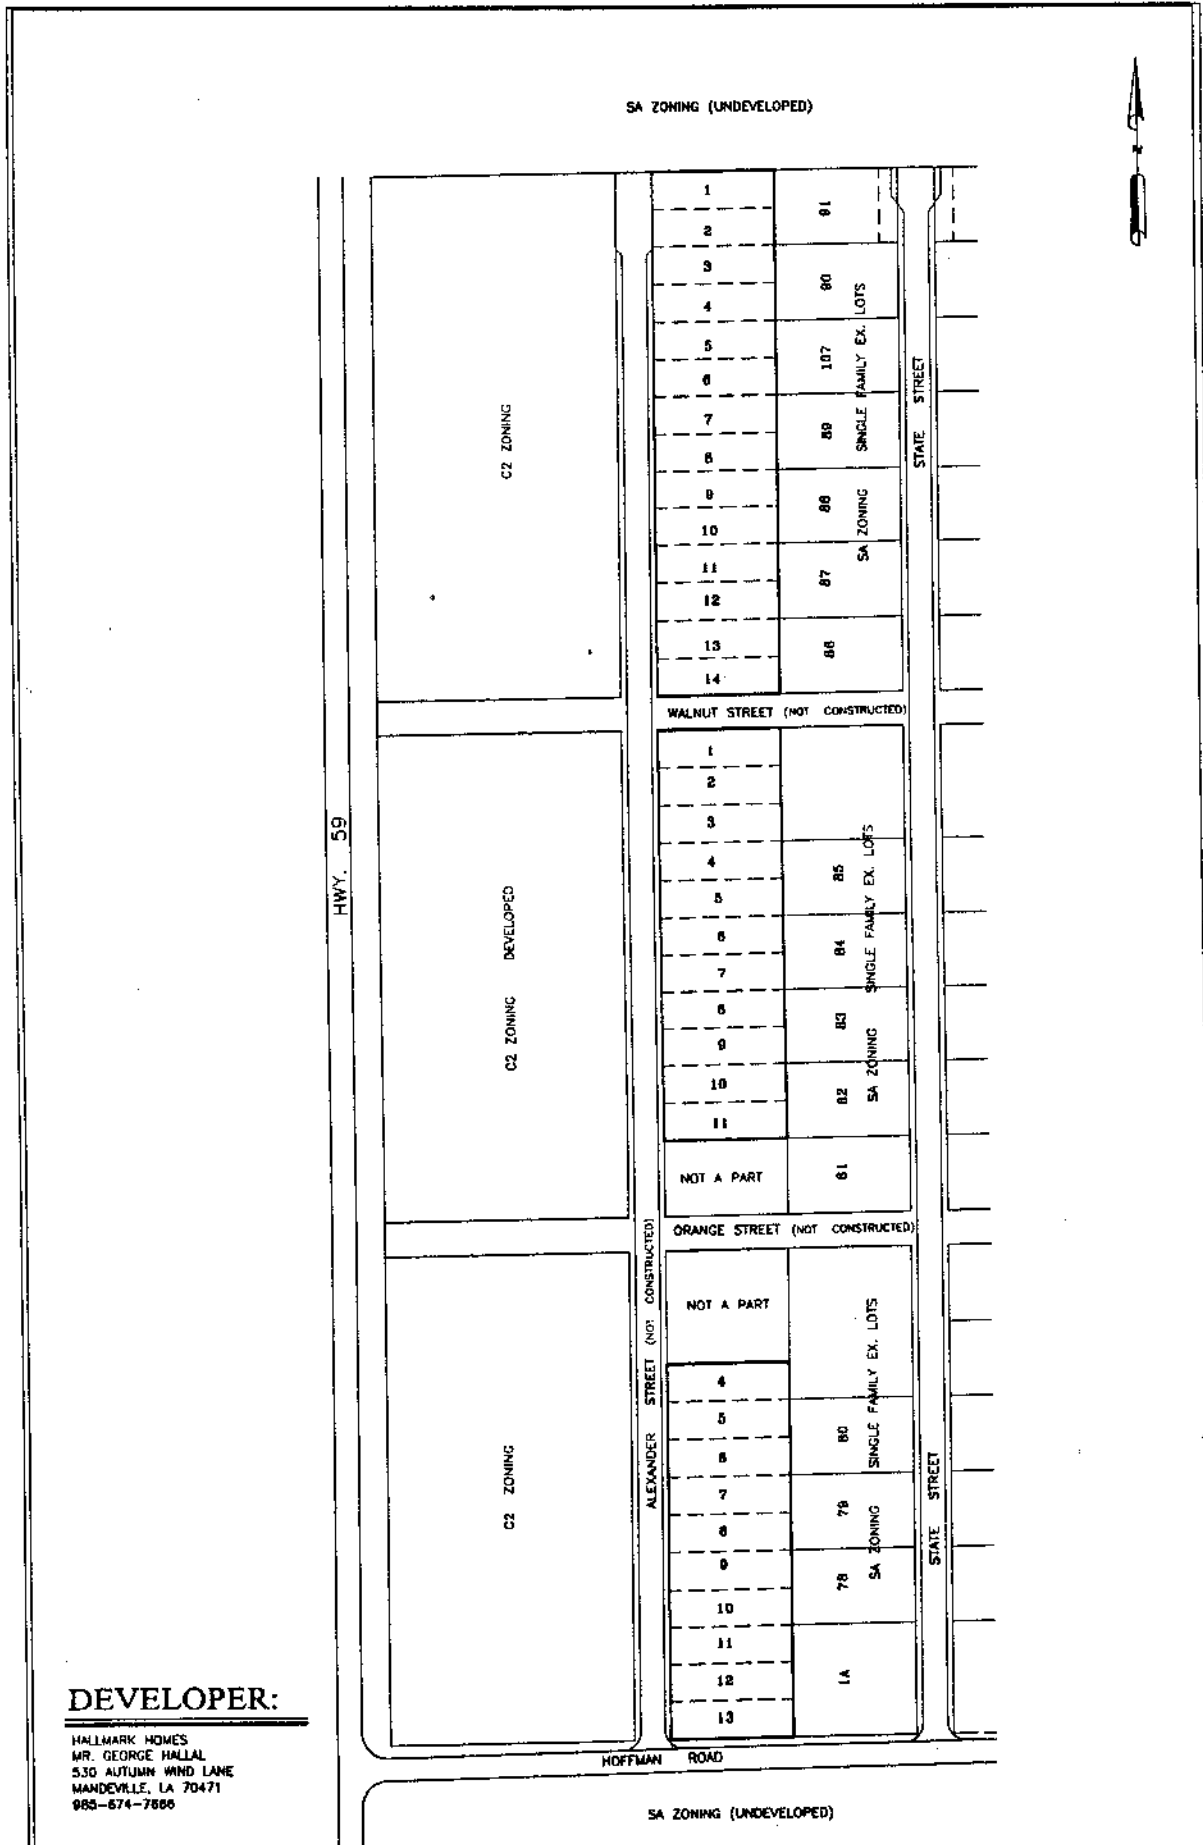 SA ZONING (UNDEVELOPED)
N
1
2
3
4
5
6
7
8
9
10
11
12
13
14
91
90
107
89
88
87
86
SA ZONING SINGLE FAMILY EX. LOTS
STATE STREET
C2 ZONING
WALNUT STREET (NOT CONSTRUCTED)
HWY. 59
C2 ZONING DEVELOPED
1
2
3
4
5
6
7
8
9
10
11
NOT A PART
85
84
83
82
81
SA ZONING SINGLE FAMILY EX. LOTS
ORANGE STREET (NOT CONSTRUCTED)
ALEXANDER STREET (NOT CONSTRUCTED)
NOT A PART
C2 ZONING
4
5
6
7
8
9
10
11
12
13
80
79
78
1A
SA ZONING SINGLE FAMILY EX. LOTS
STATE STREET
HOFFMAN ROAD
SA ZONING (UNDEVELOPED)
DEVELOPER:
HALLMARK HOMES
MR. GEORGE HALLAL
530 AUTUMN WIND LANE
MANDEVILLE, LA 70471